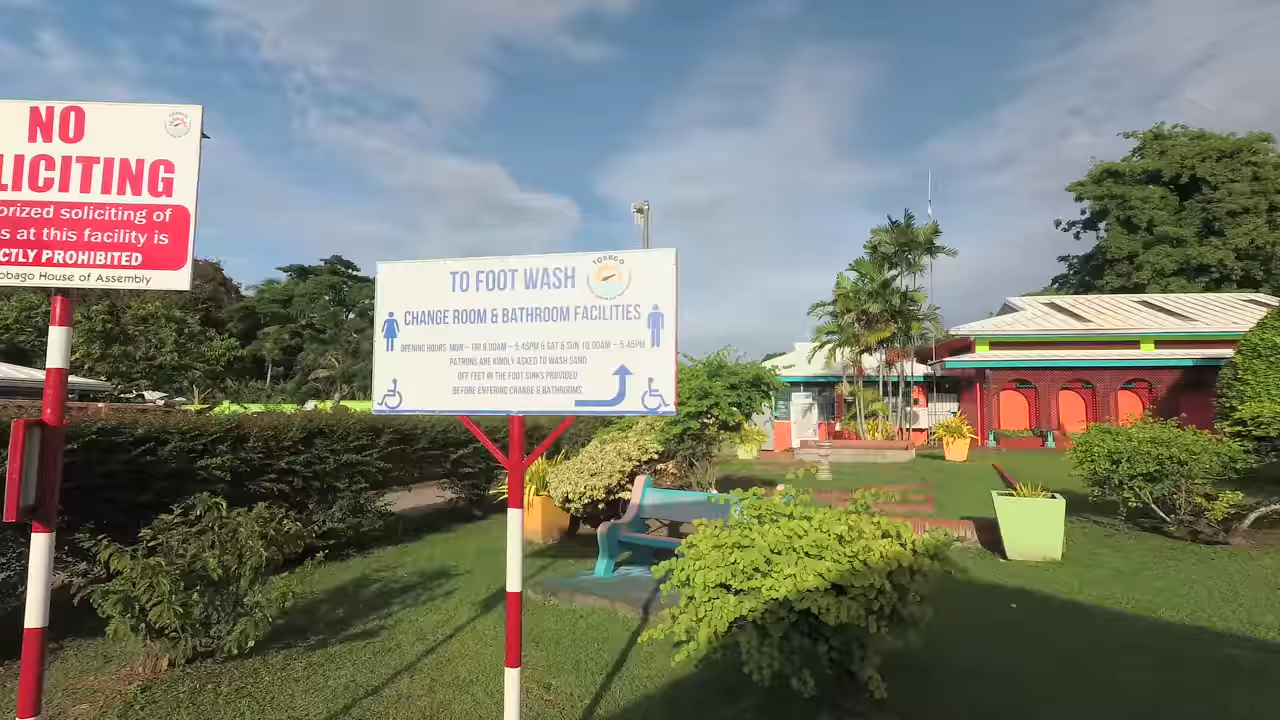 NO
LICITING
orized soliciting of
s at this facility is
CTLY PROHIBITED
obago House of Assembly
TO FOOT WASH
TOBAGO
CHANGE ROOM & BATHROOM FACILITIES
OPENING HOURS: MON - FRI 8:00AM - 5:45PM & SAT & SUN 10:00AM - 5:45PM
PATRONS ARE KINDLY ASKED TO WASH SAND
OFF FEET IN THE FOOT SINKS PROVIDED
BEFORE ENTERING CHANGE & BATHROOMS.